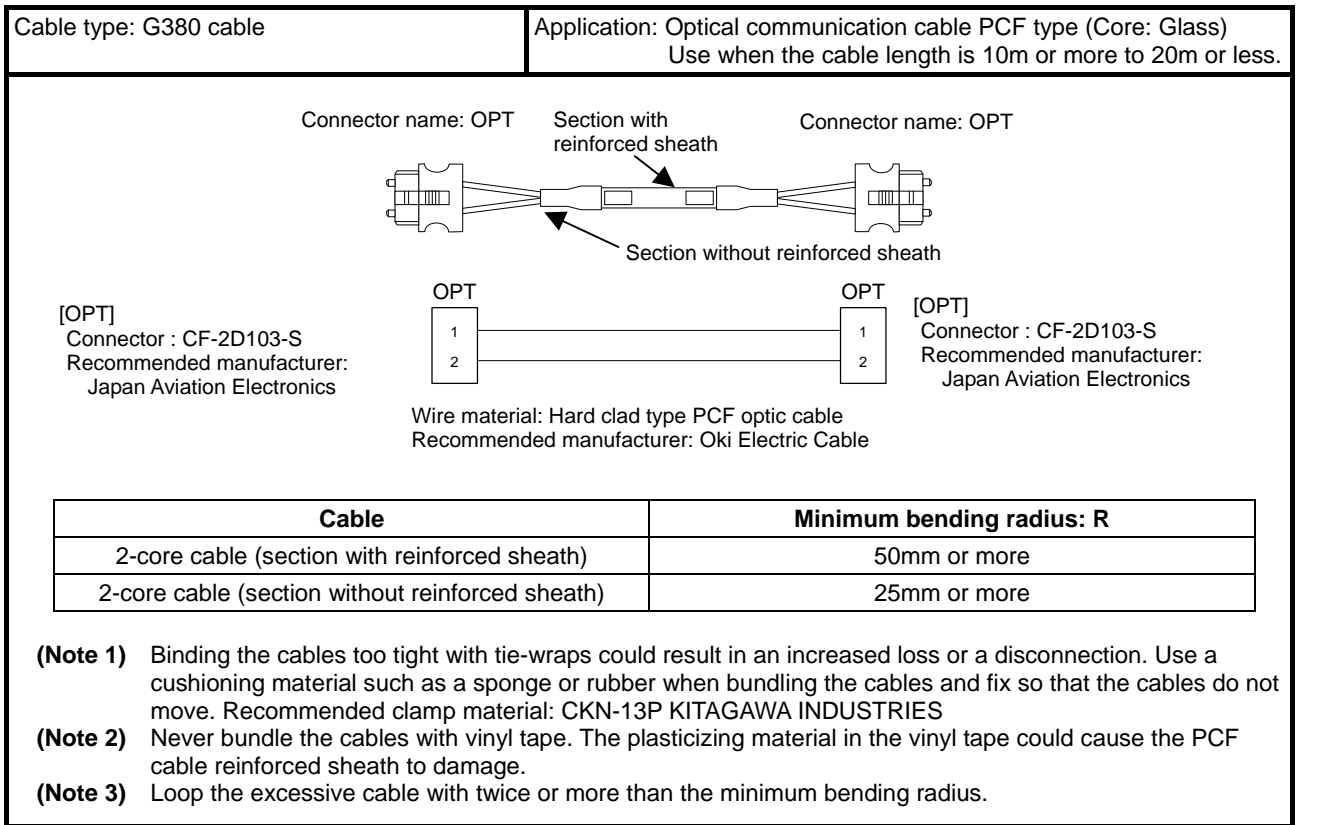 Cable type: G380 cable
Application: Optical communication cable PCF type (Core: Glass)
Use when the cable length is 10m or more to 20m or less.
Connector name: OPT
Section with
reinforced sheath
Connector name: OPT
Section without reinforced sheath
[OPT]
Connector : CF-2D103-S
Recommended manufacturer:
Japan Aviation Electronics
OPT
1
2
OPT
1
2
[OPT]
Connector : CF-2D103-S
Recommended manufacturer:
Japan Aviation Electronics
Wire material: Hard clad type PCF optic cable
Recommended manufacturer: Oki Electric Cable
Cable Minimum bending radius: R
2-core cable (section with reinforced sheath) 50mm or more
2-core cable (section without reinforced sheath) 25mm or more
(Note 1) Binding the cables too tight with tie-wraps could result in an increased loss or a disconnection. Use a
cushioning material such as a sponge or rubber when bundling the cables and fix so that the cables do not
move. Recommended clamp material: CKN-13P KITAGAWA INDUSTRIES
(Note 2) Never bundle the cables with vinyl tape. The plasticizing material in the vinyl tape could cause the PCF
cable reinforced sheath to damage.
(Note 3) Loop the excessive cable with twice or more than the minimum bending radius.